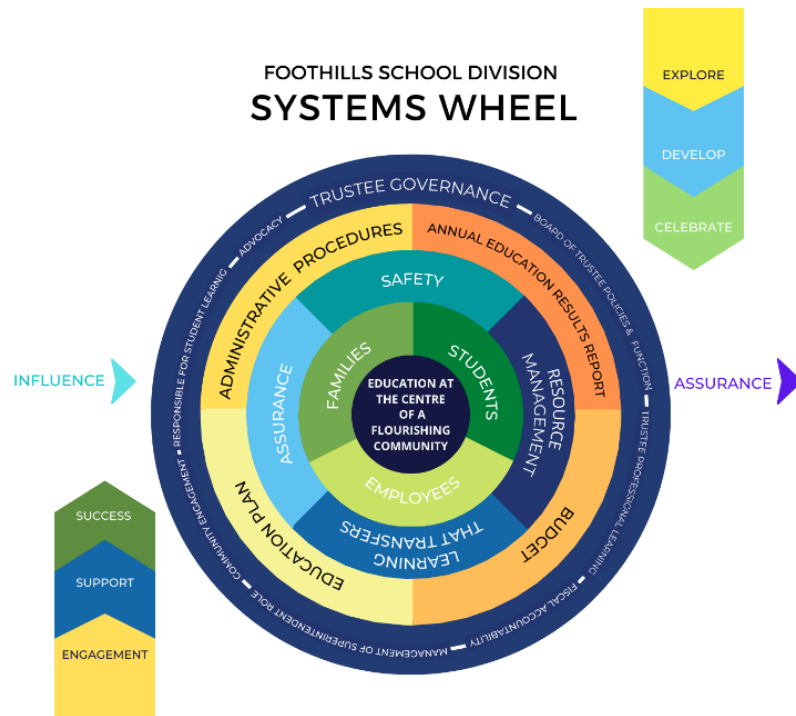 FOOTHILLS SCHOOL DIVISION
SYSTEMS WHEEL
EXPLORE
DEVELOP
CELEBRATE
TRUSTEE GOVERNANCE
BOARD OF TRUSTEE POLICIES & FUNCTION
TRUSTEE PROFESSIONAL LEARNING
FISCAL ACCOUNTABILITY
MANAGEMENT OF SUPERINTENDENT ROLE
COMMUNITY ENGAGEMENT
RESPONSIBLE FOR STUDENT LEARNIG
ADVOCACY
ADMINISTRATIVE PROCEDURES
ANNUAL EDUCATION RESULTS REPORT
BUDGET
EDUCATION PLAN
SAFETY
RESOURCE
MANAGEMENT
LEARNING
THAT TRANSFERS
ASSURANCE
FAMILIES
STUDENTS
EMPLOYEES
EDUCATION AT
THE CENTRE
OF A
FLOURISHING
COMMUNITY
INFLUENCE
ASSURANCE
SUCCESS
SUPPORT
ENGAGEMENT